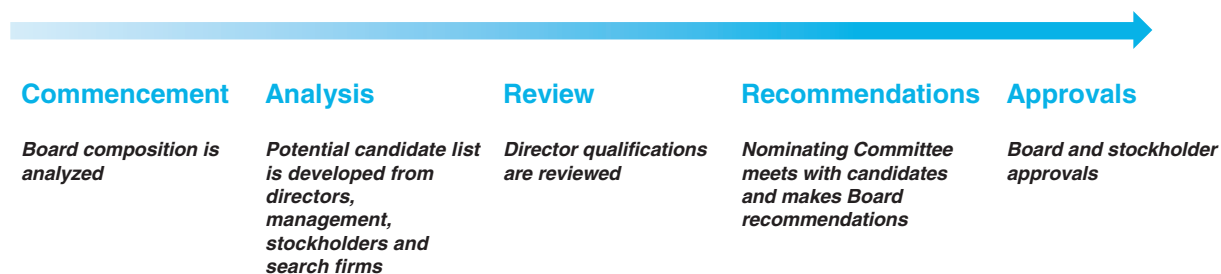 Commencement
Board composition is
analyzed
Analysis
Potential candidate list
is developed from
directors,
management,
stockholders and
search firms
Review
Director qualifications
are reviewed
Recommendations
Nominating Committee
meets with candidates
and makes Board
recommendations
Approvals
Board and stockholder
approvals